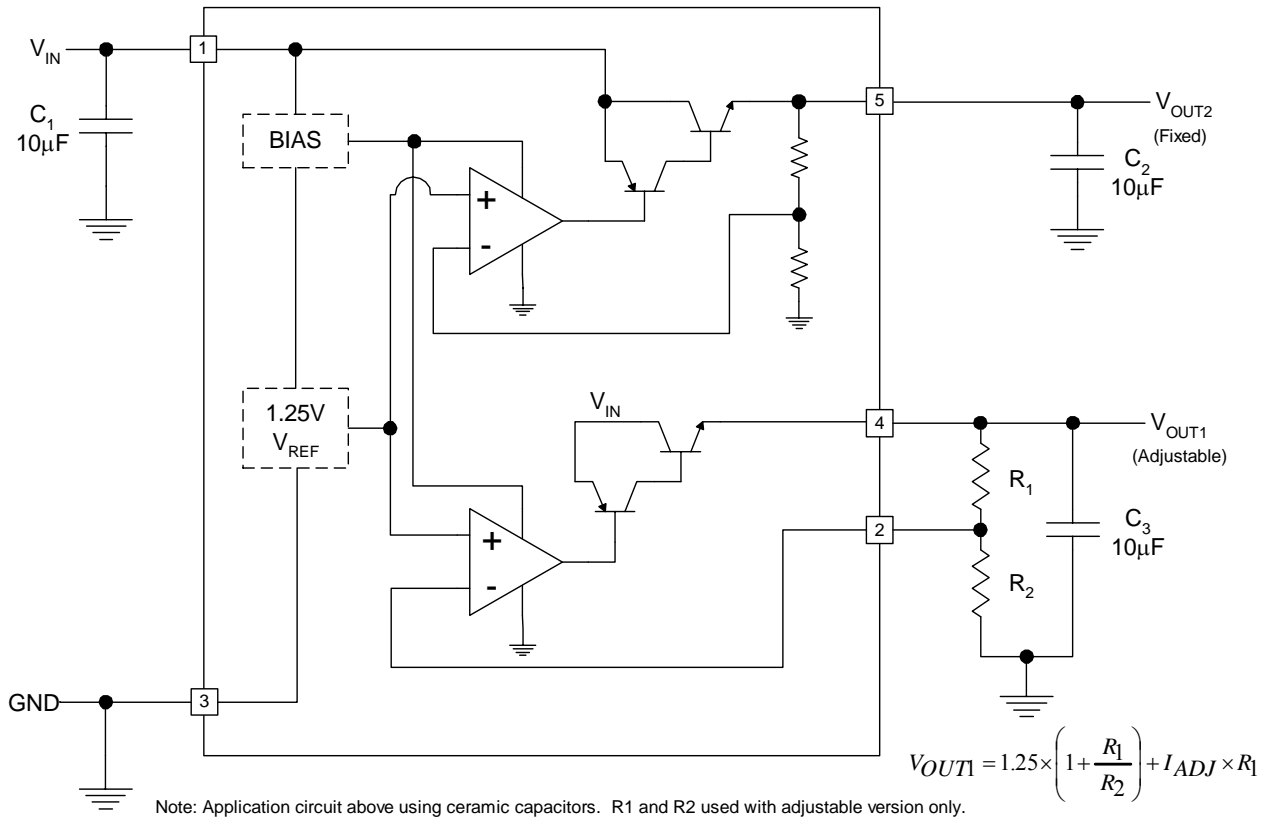 V_IN
1
C_1
10µF
BIAS
+
-
5
V_OUT2
(Fixed)
C_2
10µF
1.25V
V_REF
V_IN
4
V_OUT1
(Adjustable)
R_1
+
-
2
C_3
10µF
R_2
GND
3
V_OUT1 = 1.25 × (1 + R_1/R_2) + I_ADJ × R_1
Note: Application circuit above using ceramic capacitors. R1 and R2 used with adjustable version only.